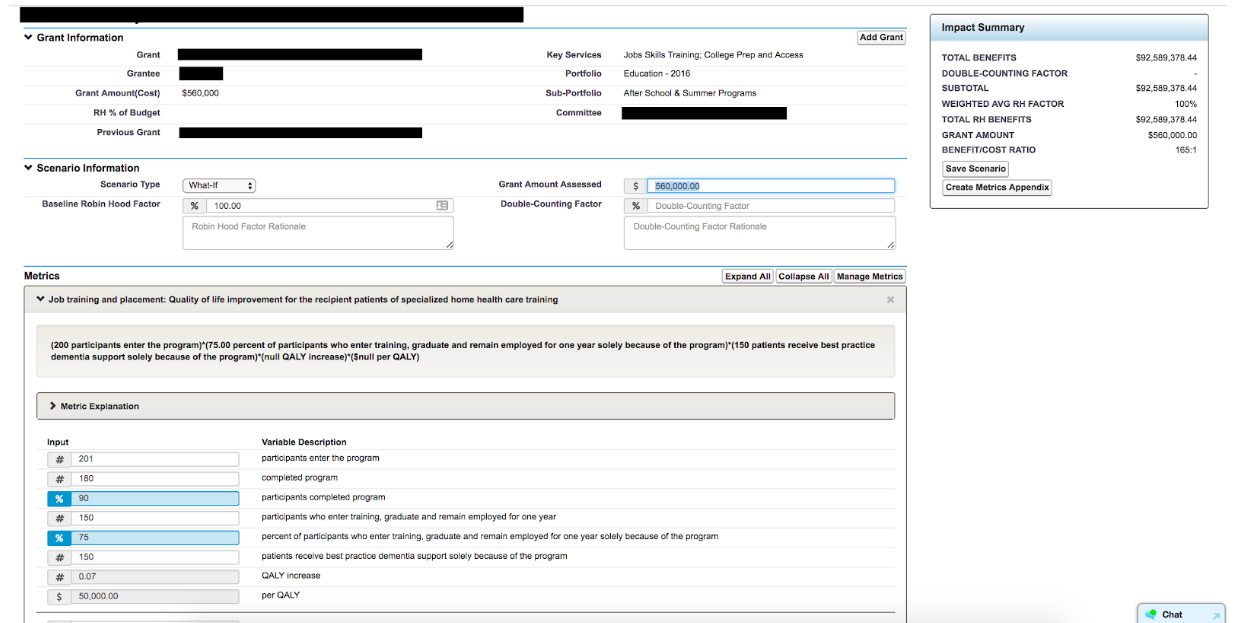 Grant Information
Add Grant
Grant
Key Services Jobs Skills Training; College Prep and Access
Grantee
Portfolio Education - 2016
Grant Amount(Cost) $560,000
Sub-Portfolio After School & Summer Programs
RH % of Budget
Committee
Previous Grant
Scenario Information
Scenario Type What-If
Grant Amount Assessed $ 560,000.00
Baseline Robin Hood Factor % 100.00
Double-Counting Factor % Double-Counting Factor
Robin Hood Factor Rationale
Double-Counting Factor Rationale
Metrics
Expand All Collapse All Manage Metrics
Job training and placement: Quality of life improvement for the recipient patients of specialized home health care training
(200 participants enter the program)*(75.00 percent of participants who enter training, graduate and remain employed for one year solely because of the program)*(150 patients receive best practice
dementia support solely because of the program)*(null QALY increase)*($null per QALY)
Metric Explanation
Input Variable Description
# 201 participants enter the program
# 180 completed program
% 90 participants completed program
# 150 participants who enter training, graduate and remain employed for one year
% 75 percent of participants who enter training, graduate and remain employed for one year solely because of the program
# 150 patients receive best practice dementia support solely because of the program
# 0.07 QALY increase
$ 50,000.00 per QALY
Impact Summary
TOTAL BENEFITS $92,589,378.44
DOUBLE-COUNTING FACTOR -
SUBTOTAL $92,589,378.44
WEIGHTED AVG RH FACTOR 100%
TOTAL RH BENEFITS $92,589,378.44
GRANT AMOUNT $560,000.00
BENEFIT/COST RATIO 165:1
Save Scenario
Create Metrics Appendix
Chat